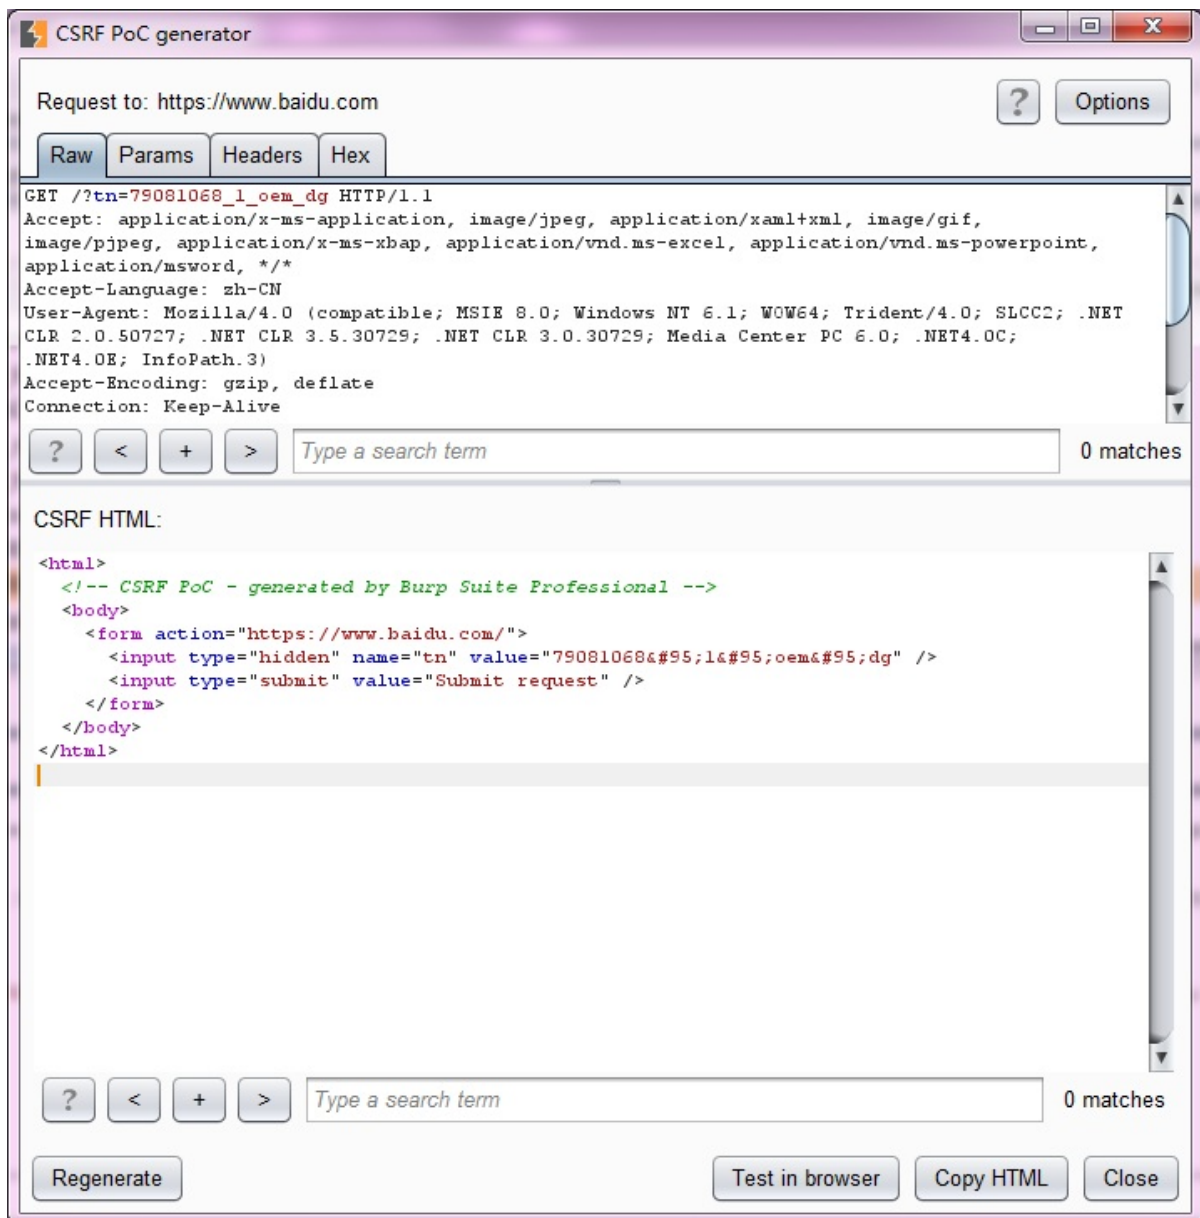 CSRF PoC generator
Request to: https://www.baidu.com
? Options
Raw Params Headers Hex
GET /?tn=79081068_1_oem_dg HTTP/1.1
Accept: application/x-ms-application, image/jpeg, application/xaml+xml, image/gif,
image/pjpeg, application/x-ms-xbap, application/vnd.ms-excel, application/vnd.ms-powerpoint,
application/msword, */*
Accept-Language: zh-CN
User-Agent: Mozilla/4.0 (compatible; MSIE 8.0; Windows NT 6.1; WOW64; Trident/4.0; SLCC2; .NET
CLR 2.0.50727; .NET CLR 3.5.30729; .NET CLR 3.0.30729; Media Center PC 6.0; .NET4.0C;
.NET4.0E; InfoPath.3)
Accept-Encoding: gzip, deflate
Connection: Keep-Alive
? < + > Type a search term 0 matches
CSRF HTML:
<html>
<!-- CSRF PoC - generated by Burp Suite Professional -->
<body>
<form action="https://www.baidu.com/">
<input type="hidden" name="tn" value="79081068&#95;1&#95;oem&#95;dg" />
<input type="submit" value="Submit request" />
</form>
</body>
</html>
? < + > Type a search term 0 matches
Regenerate Test in browser Copy HTML Close